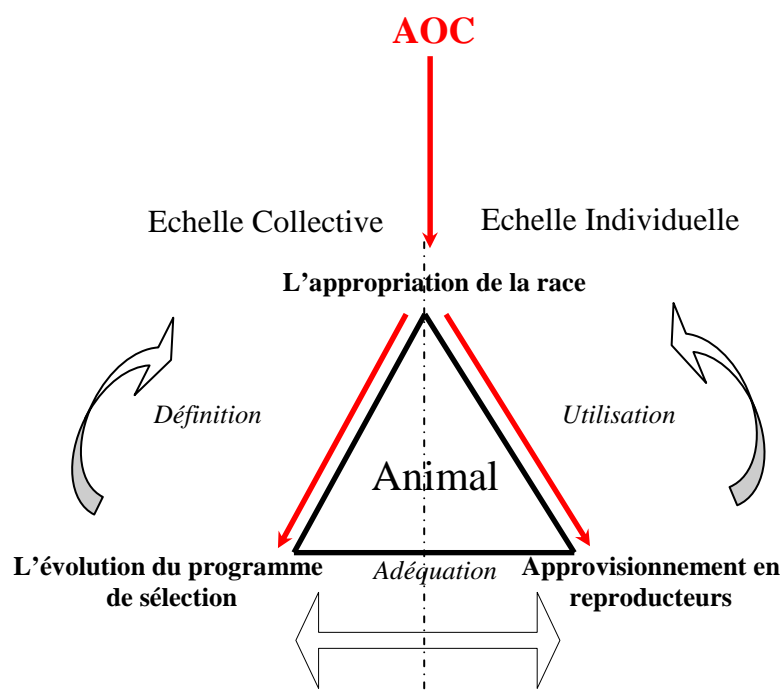 AOC
Echelle Collective
Echelle Individuelle
L’appropriation de la race
Définition
Utilisation
Animal
L’évolution du programme
de sélection
Adéquation
Approvisionnement en
reproducteurs